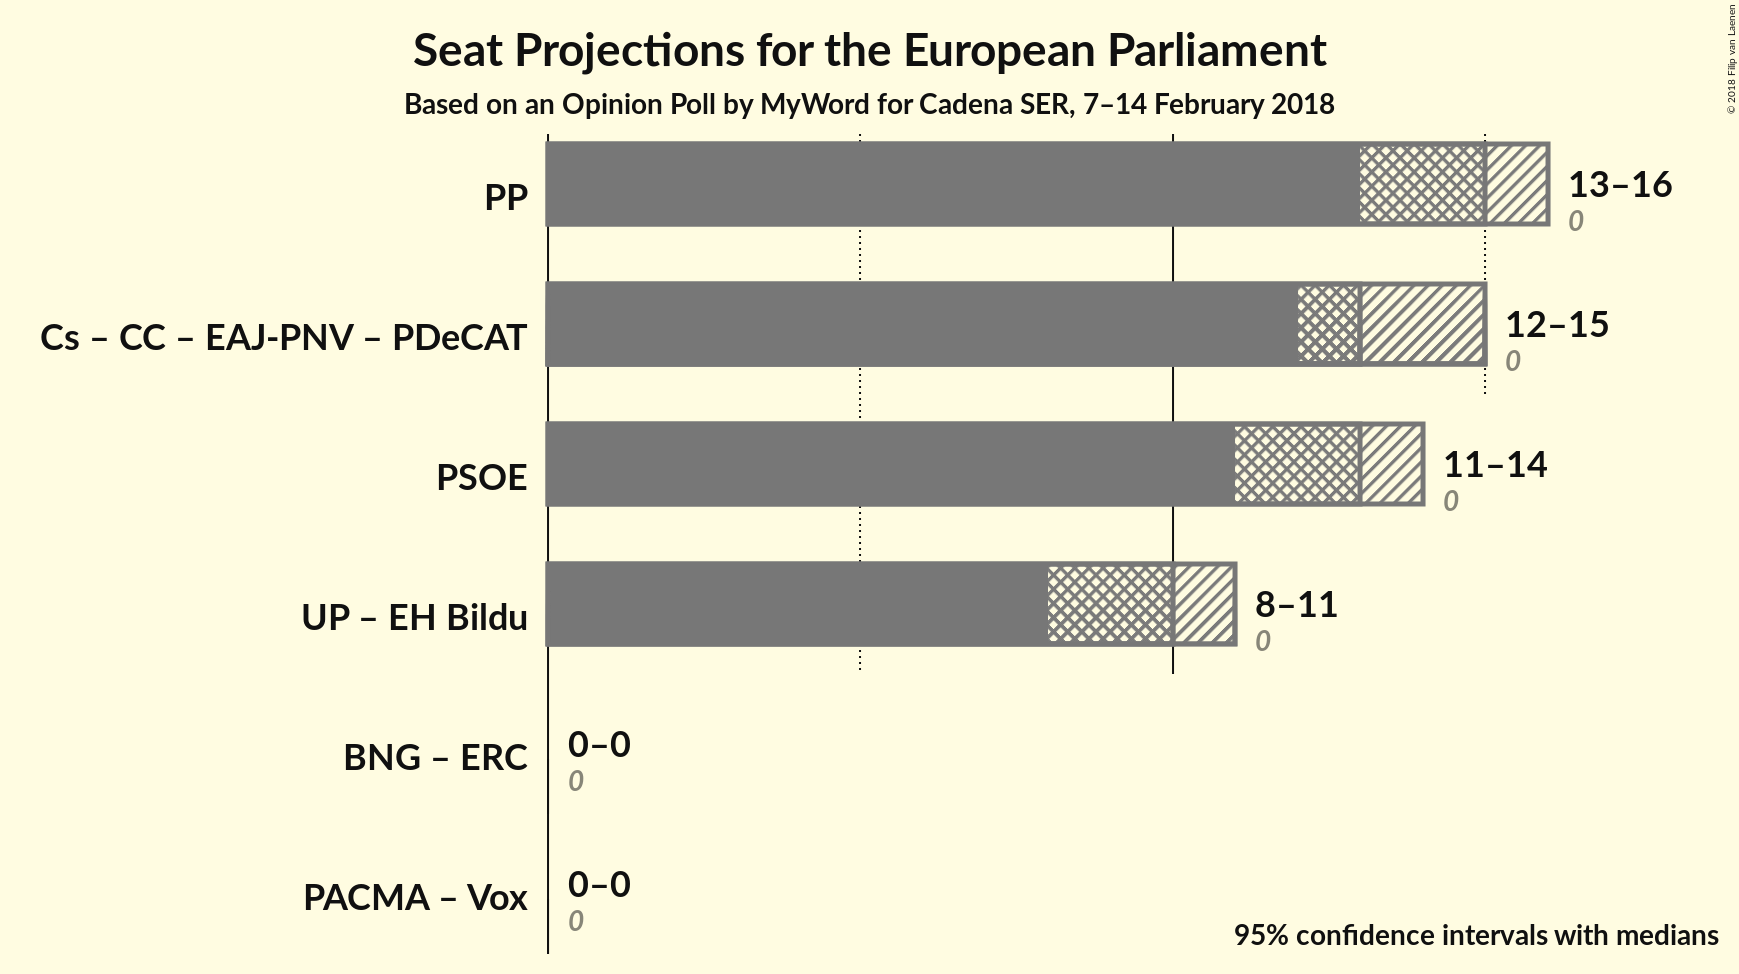 Seat Projections for the European Parliament
Based on an Opinion Poll by MyWord for Cadena SER, 7–14 February 2018
© 2018 Filip van Laenen
PP
13–16
0
Cs – CC – EAJ-PNV – PDeCAT
12–15
0
PSOE
11–14
0
UP – EH Bildu
8–11
0
BNG – ERC
0–0
0
PACMA – Vox
0–0
0
95% confidence intervals with medians